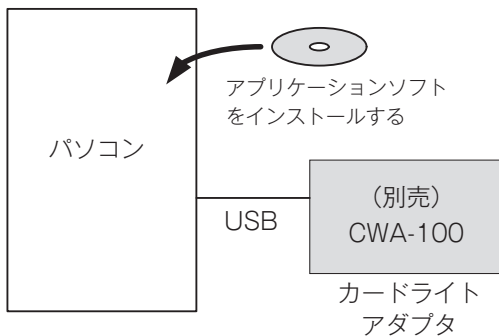 アプリケーションソフト
をインストールする
パソコン
(別売)
CWA-100
USB
カードライト
アダプタ